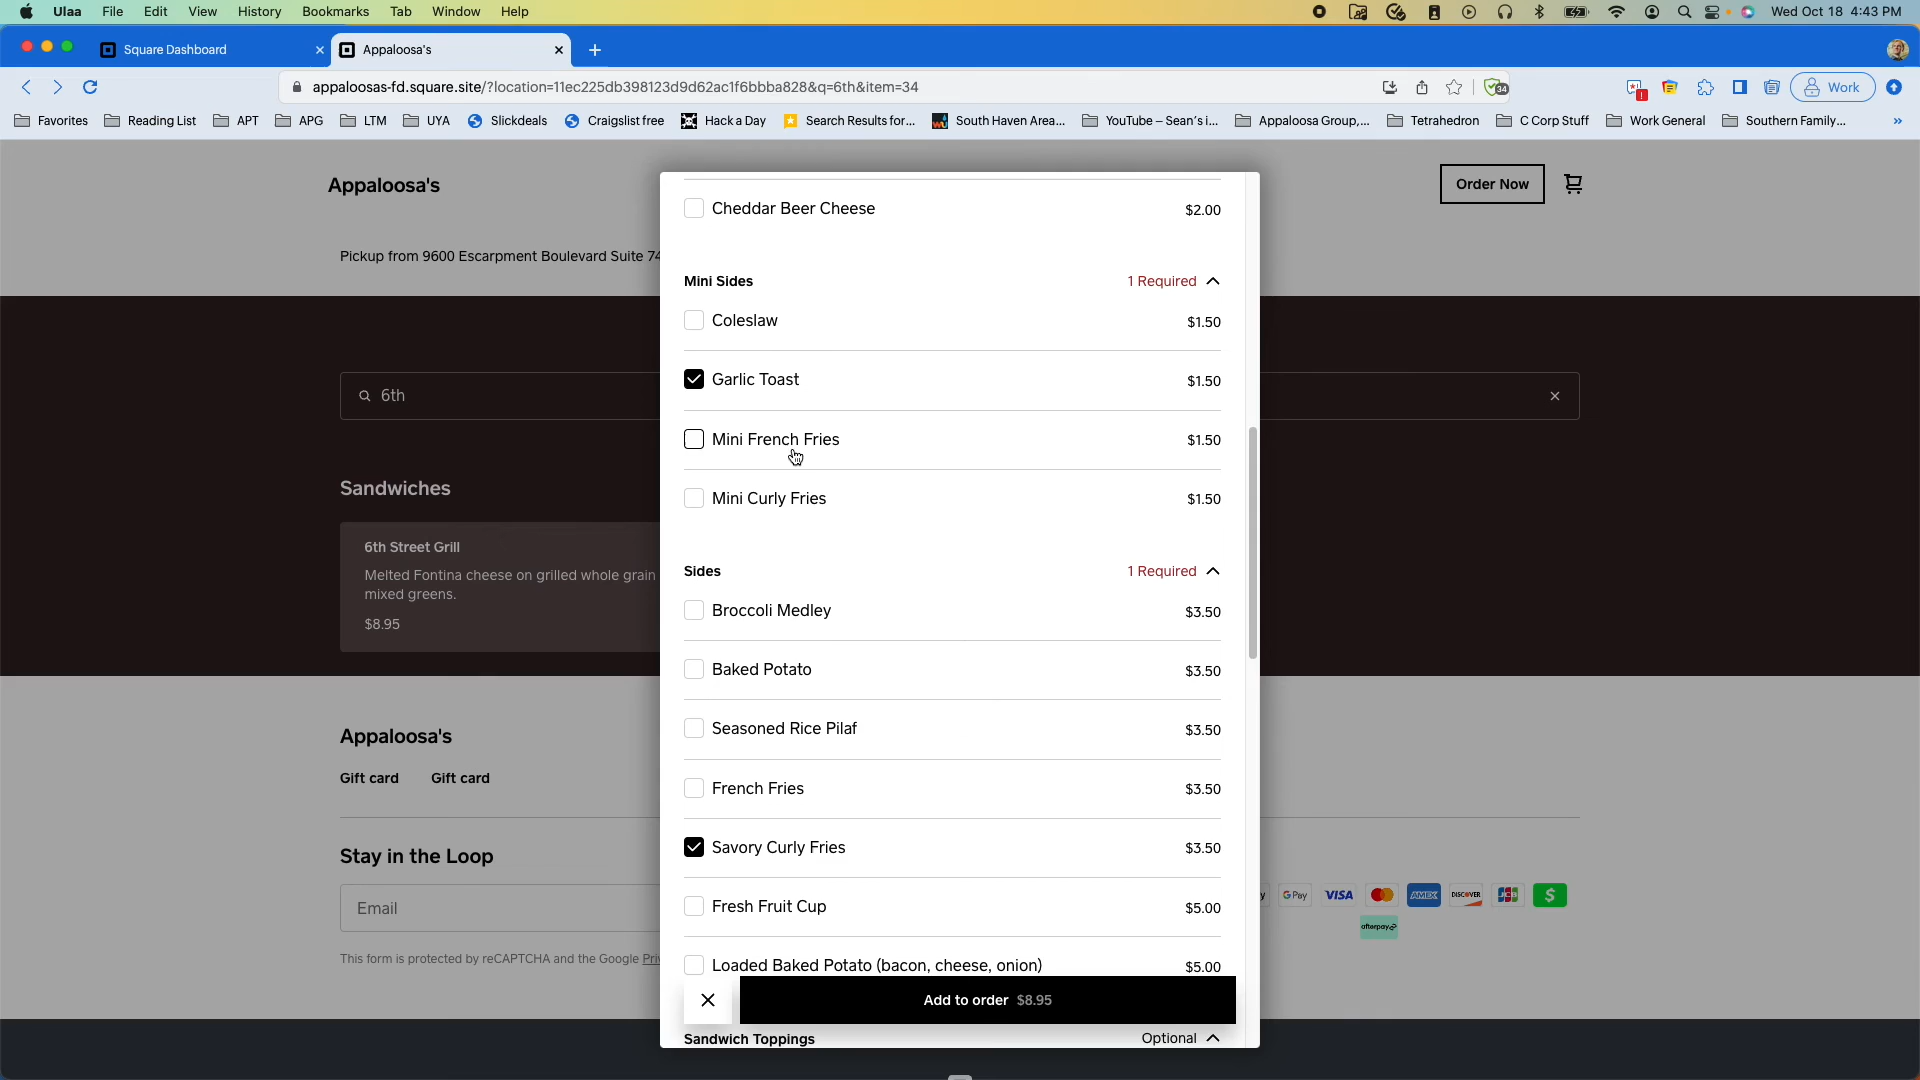 Ulaa File Edit View History Bookmarks Tab Window Help
Wed Oct 18 4:43 PM
Square Dashboard
Appaloosa's
appaloosas-fd.square.site/?location=11ec225db398123d9d62ac1f6bbba828&q=6th&item=34
34
Work
Favorites Reading List APT APG LTM UYA Slickdeals Craigslist free Hack a Day Search Results for... South Haven Area... YouTube – Sean's i... Appaloosa Group,... Tetrahedron C Corp Stuff Work General Southern Family... »
Appaloosa's
Order Now
Pickup from 9600 Escarpment Boulevard Suite 74
6th
Sandwiches
6th Street Grill
Melted Fontina cheese on grilled whole grain
mixed greens.
$8.95
Cheddar Beer Cheese $2.00
Mini Sides 1 Required
Coleslaw $1.50
Garlic Toast $1.50
Mini French Fries $1.50
Mini Curly Fries $1.50
Sides 1 Required
Broccoli Medley $3.50
Baked Potato $3.50
Seasoned Rice Pilaf $3.50
French Fries $3.50
Savory Curly Fries $3.50
Fresh Fruit Cup $5.00
Loaded Baked Potato (bacon, cheese, onion) $5.00
Add to order $8.95
Sandwich Toppings Optional
Appaloosa's
Gift card Gift card
Stay in the Loop
Email
This form is protected by reCAPTCHA and the Google Pri
G Pay VISA AMEX DISCOVER JCB $
afterpay